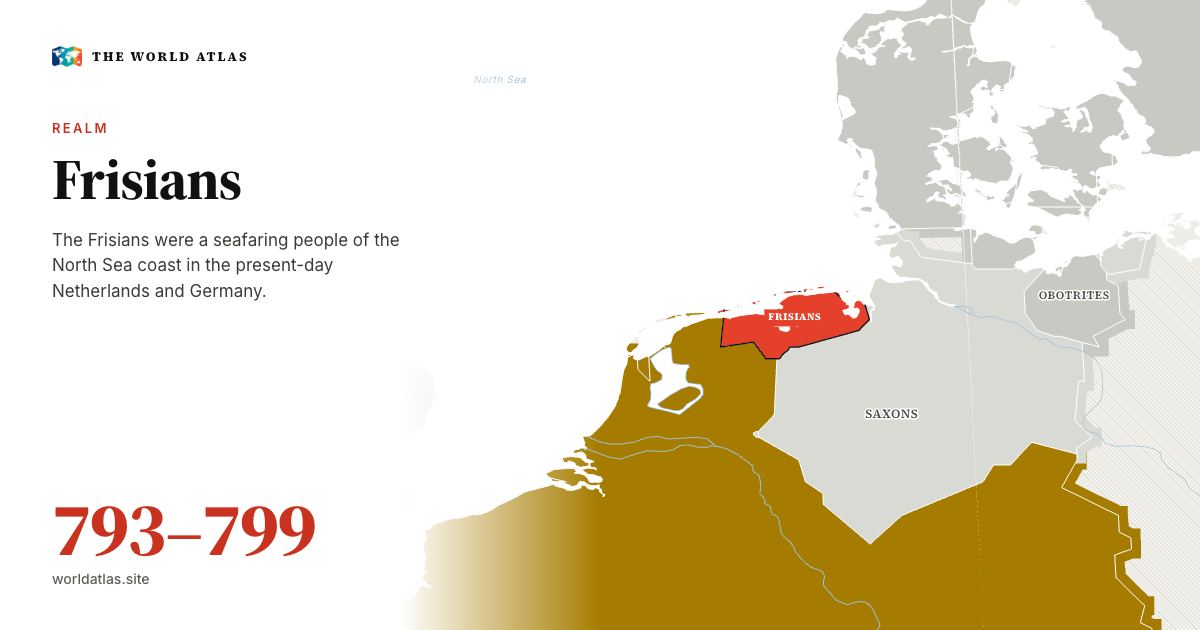 THE WORLD ATLAS
North Sea
REALM
Frisians
The Frisians were a seafaring people of the
North Sea coast in the present-day
Netherlands and Germany.
OBOTRITES
FRISIANS
SAXONS
793–799
worldatlas.site